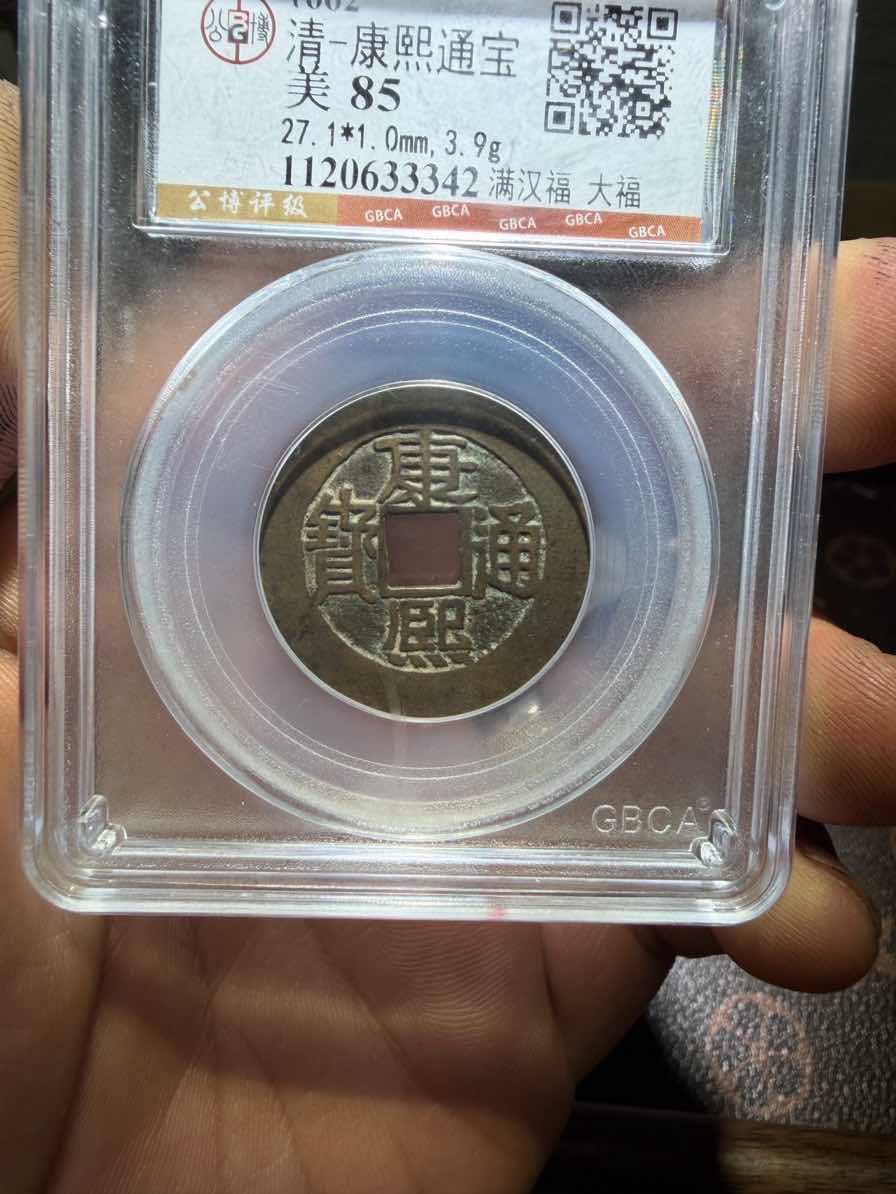 清-康熙通宝
美 85
27.1*1.0mm, 3.9g
1120633342 满汉福 大福
公博评级
GBCA GBCA GBCA GBCA GBCA
康熙通寳
GBCA